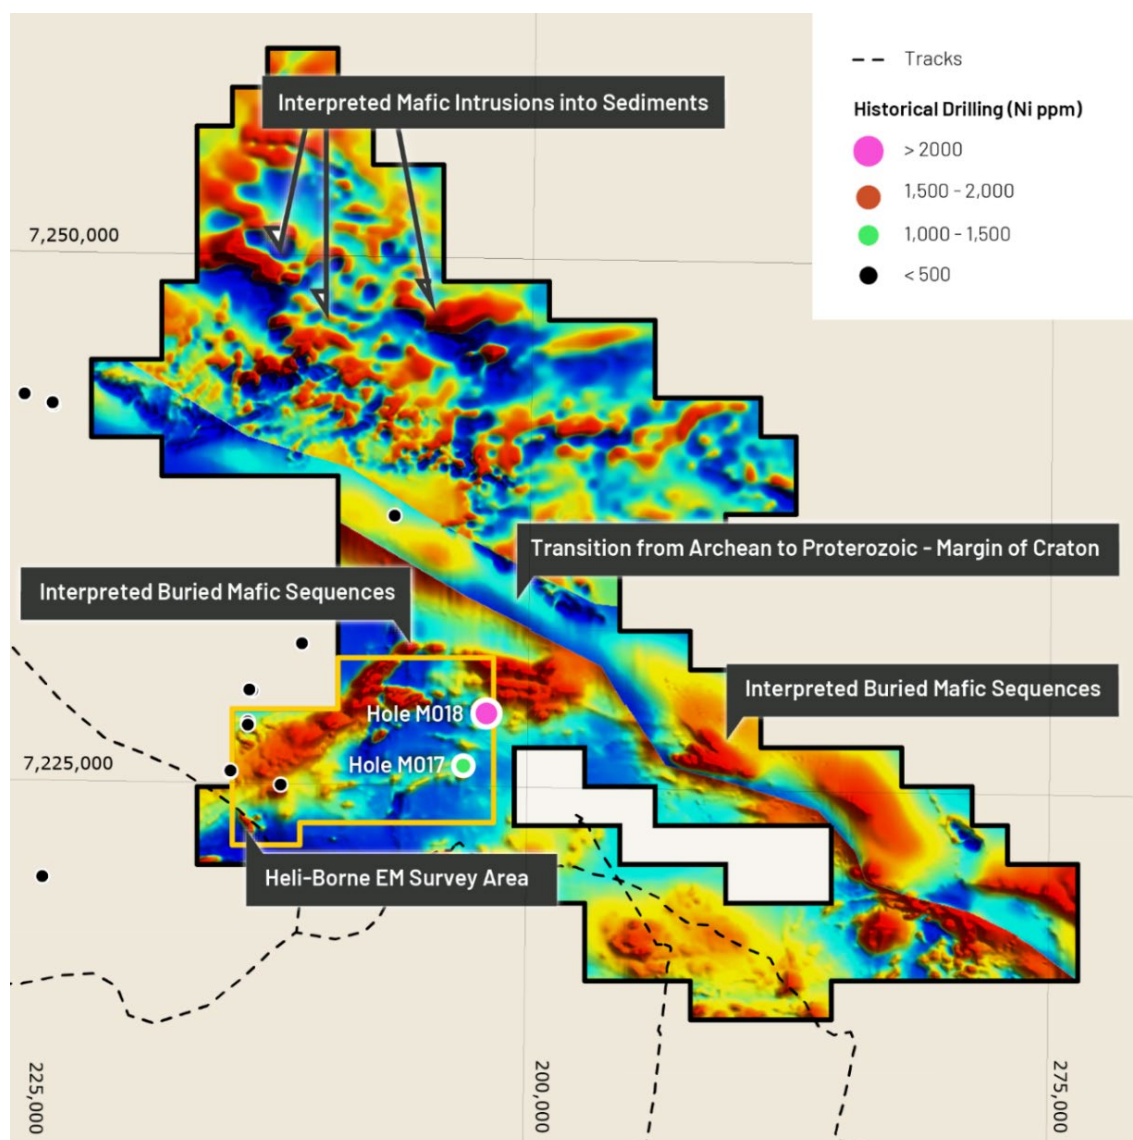 Tracks
Historical Drilling (Ni ppm)
> 2000
1,500 - 2,000
1,000 - 1,500
< 500
Interpreted Mafic Intrusions into Sediments
7,250,000
Transition from Archean to Proterozoic - Margin of Craton
Interpreted Buried Mafic Sequences
Interpreted Buried Mafic Sequences
Hole M018
Hole M017
7,225,000
Heli-Borne EM Survey Area
225,000
200,000
275,000